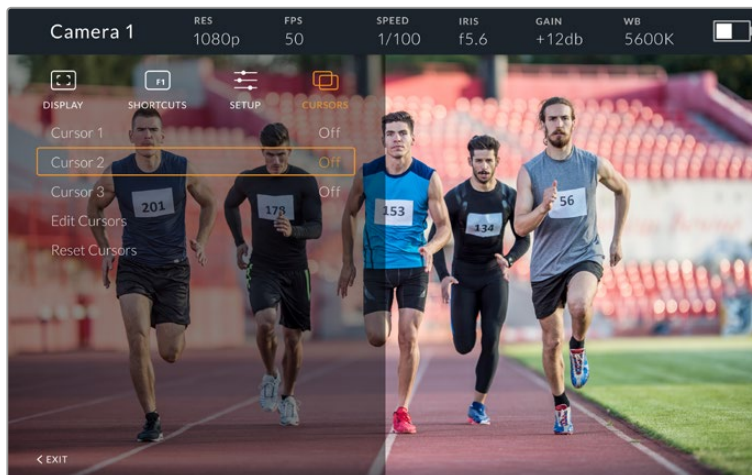 Camera 1
RES
1080p
FPS
50
SPEED
1/100
IRIS
f5.6
GAIN
+12db
WB
5600K
F1
DISPLAY
SHORTCUTS
SETUP
CURSORS
Cursor 1 Off
Cursor 2 Off
Cursor 3 Off
Edit Cursors
Reset Cursors
201
178
153
134
56
< EXIT